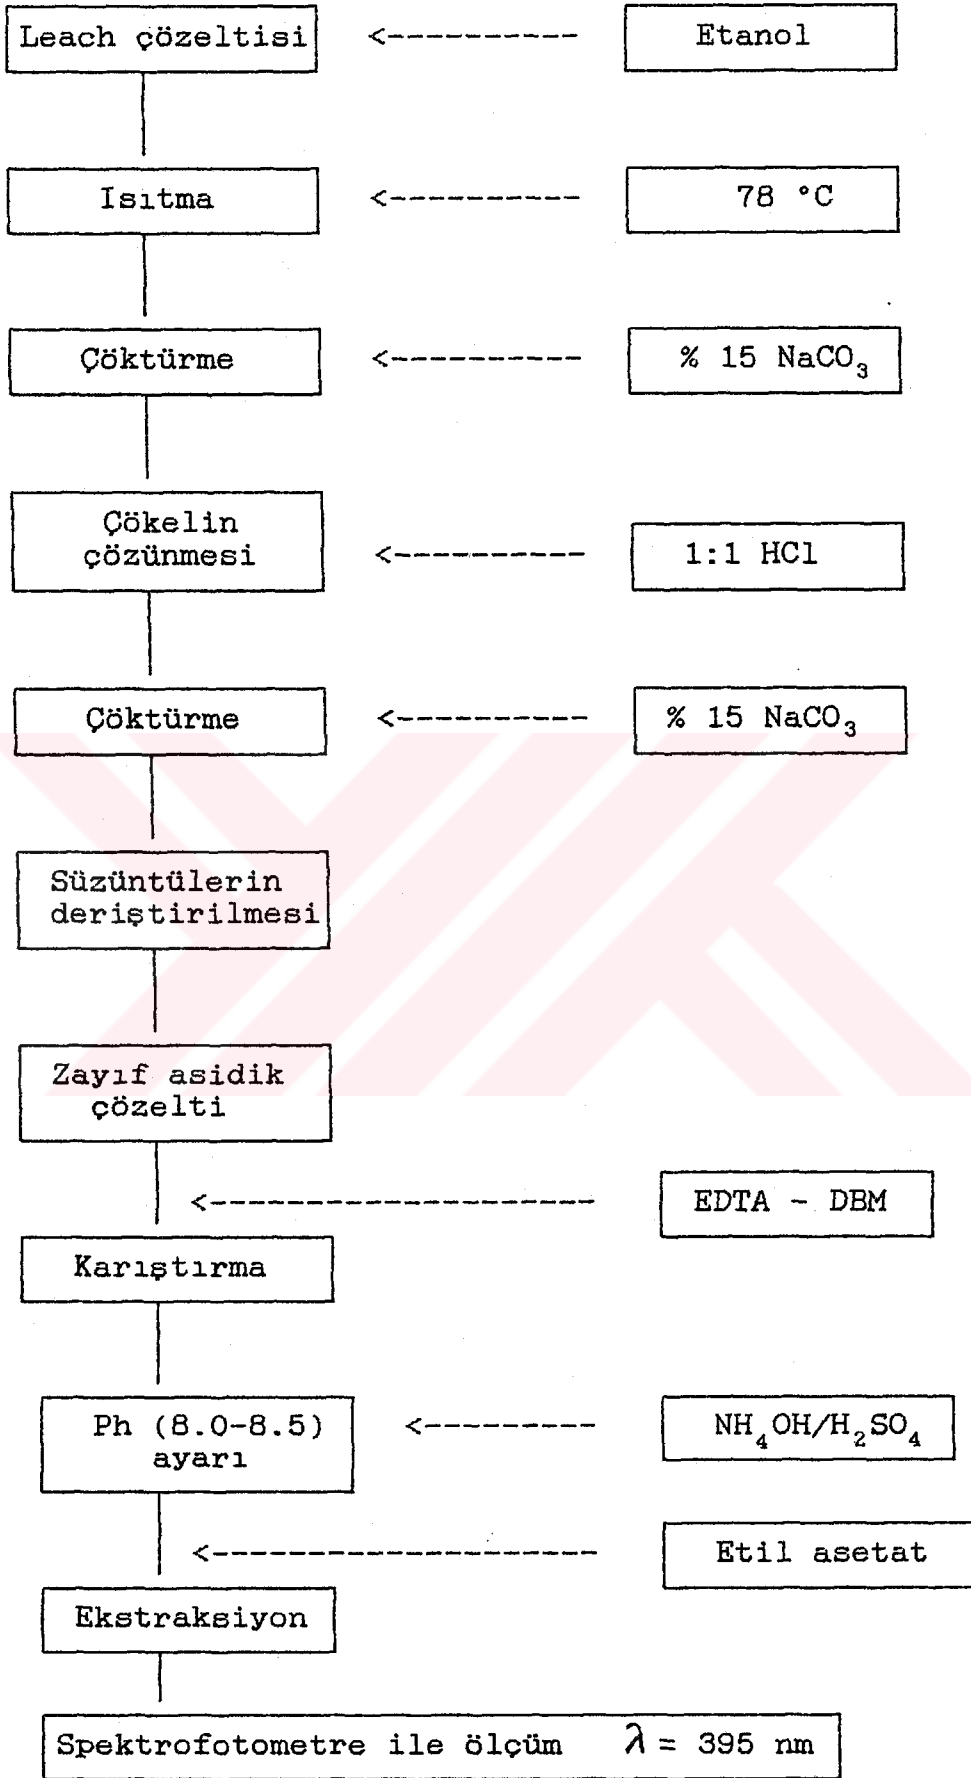 Leach çözeltisi <---------- Etanol
Isıtma <---------- 78 °C
Çöktürme <---------- % 15 NaCO₃
Çökelin
çözünmesi <---------- 1:1 HCl
Çöktürme <---------- % 15 NaCO₃
Süzüntülerin
deriştirilmesi
Zayıf asidik
çözelti
<------------------ EDTA - DBM
Karıştırma
Ph (8.0-8.5) <-------- NH₄OH/H₂SO₄
ayarı
<------------------ Etil asetat
Ekstraksiyon
Spektrofotometre ile ölçüm λ = 395 nm